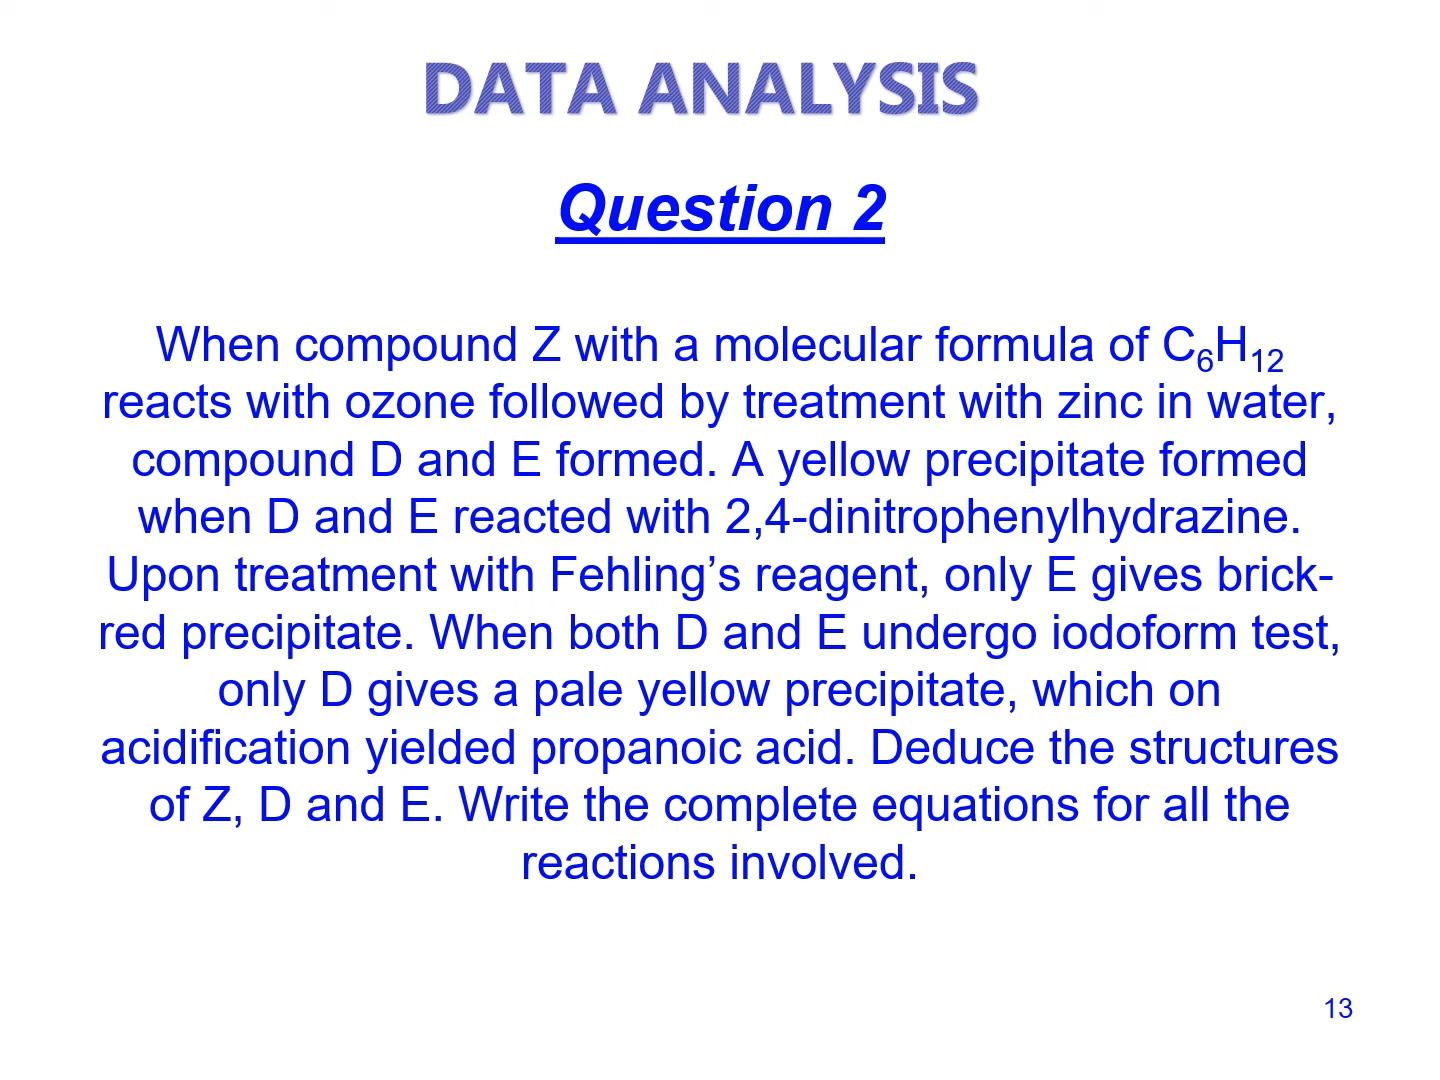 DATA ANALYSIS
Question 2
When compound Z with a molecular formula of C₆H₁₂
reacts with ozone followed by treatment with zinc in water,
compound D and E formed. A yellow precipitate formed
when D and E reacted with 2,4-dinitrophenylhydrazine.
Upon treatment with Fehling’s reagent, only E gives brick-
red precipitate. When both D and E undergo iodoform test,
only D gives a pale yellow precipitate, which on
acidification yielded propanoic acid. Deduce the structures
of Z, D and E. Write the complete equations for all the
reactions involved.
13